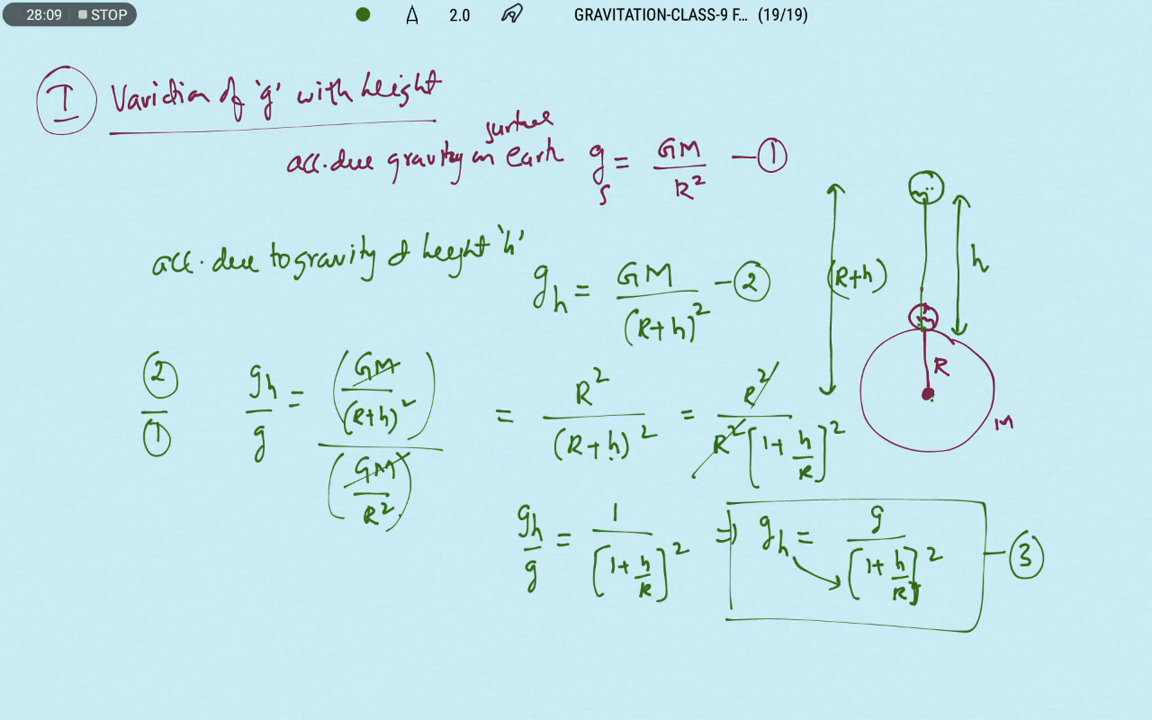 28:09 STOP 2.0 GRAVITATION-CLASS-9 F... (19/19)
I Variation of 'g' with height
surface
acc. due gravity on earth g_s = GM/R² — ①
acc. due to gravity at height 'h'
g_h = GM/(R+h)² — ②
②/① g_h/g = (GM/(R+h)²)/(GM/R²) = R²/(R+h)² = R²/R²[1+h/R]²
g_h/g = 1/[1+h/R]² ⇒ g_h = g/[1+h/R]² — ③
m
(R+h)
h
m
R
M